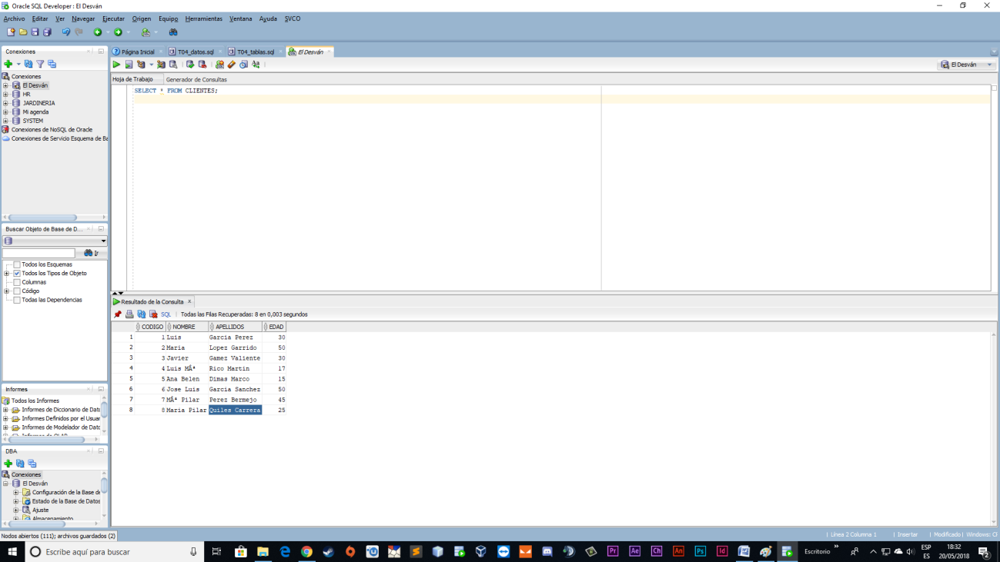 Oracle SQL Developer : El Desván
Archivo Editar Ver Navegar Ejecutar Origen Equipo Herramientas Ventana Ayuda SVCO
Conexiones
Conexiones
El Desván
HR
JARDINERIA
Mi agenda
SYSTEM
Conexiones de NoSQL de Oracle
Conexiones de Servicio Esquema de Ba
Buscar Objeto de Base de D...
Ir
Todos los Esquemas
Todos los Tipos de Objeto
Columnas
Código
Todas las Dependencias
Informes
Todos los Informes
Informes de Diccionario de Dato
Informes Definidos por el Usuar
Informes de Modelador de Dato
Informes de OLAP
DBA
Conexiones
El Desván
Configuración de la Base de
Estado de la Base de Datos
Ajuste
Almacenamiento
Página Inicial T04_datos.sql T04_tablas.sql El Desván
El Desván
Hoja de Trabajo Generador de Consultas
SELECT * FROM CLIENTES;
Resultado de la Consulta x
SQL | Todas las Filas Recuperadas: 8 en 0,003 segundos
CODIGO NOMBRE APELLIDOS EDAD
1 1 Luis Garcia Perez 30
2 2 Maria Lopez Garrido 50
3 3 Javier Gamez Valiente 30
4 4 Luis MÂª Rico Martin 17
5 5 Ana Belen Dimas Marco 15
6 6 Jose Luis Garcia Sanchez 50
7 7 MÂª Pilar Perez Bermejo 45
8 8 Maria Pilar Quiles Carrera 25
Nodos abiertos (111); archivos guardados (2)
| Línea 2 Columna 1 | Insertar | Modificado | Windows: CR
Escribe aquí para buscar
Pr Ae Ch An Ps Id
Escritorio »
ESP
ES
18:32
20/05/2018
2